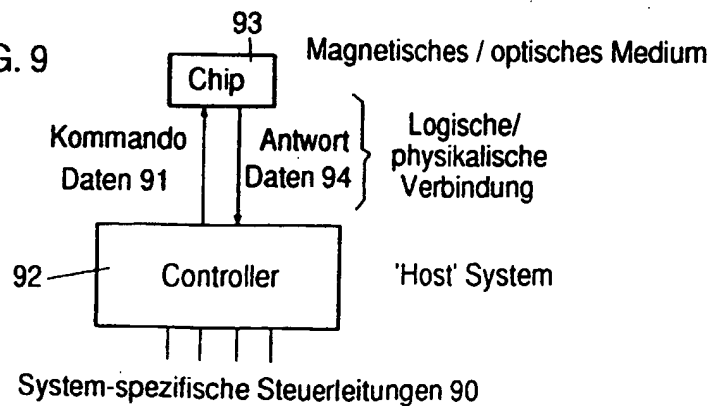 G. 9
93
Magnetisches / optisches Medium
Chip
Kommando
Daten 91
Antwort
Daten 94
Logische/
physikalische
Verbindung
92
Controller
'Host' System
System-spezifische Steuerleitungen 90